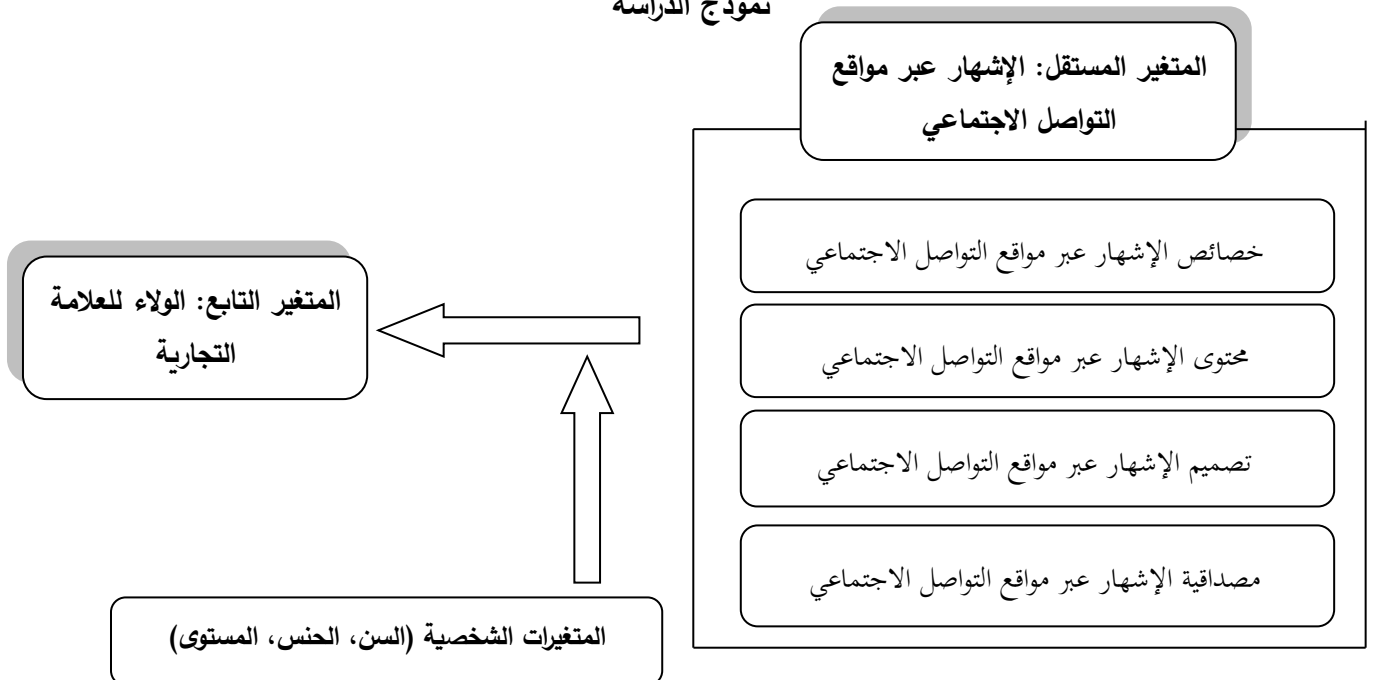 نموذج الدراسة
المتغير المستقل: الإشهار عبر مواقع
التواصل الاجتماعي
خصائص الإشهار عبر مواقع التواصل الاجتماعي
محتوى الإشهار عبر مواقع التواصل الاجتماعي
تصميم الإشهار عبر مواقع التواصل الاجتماعي
مصداقية الإشهار عبر مواقع التواصل الاجتماعي
المتغير التابع: الولاء للعلامة
التجارية
المتغيرات الشخصية (السن، الحنس، المستوى)